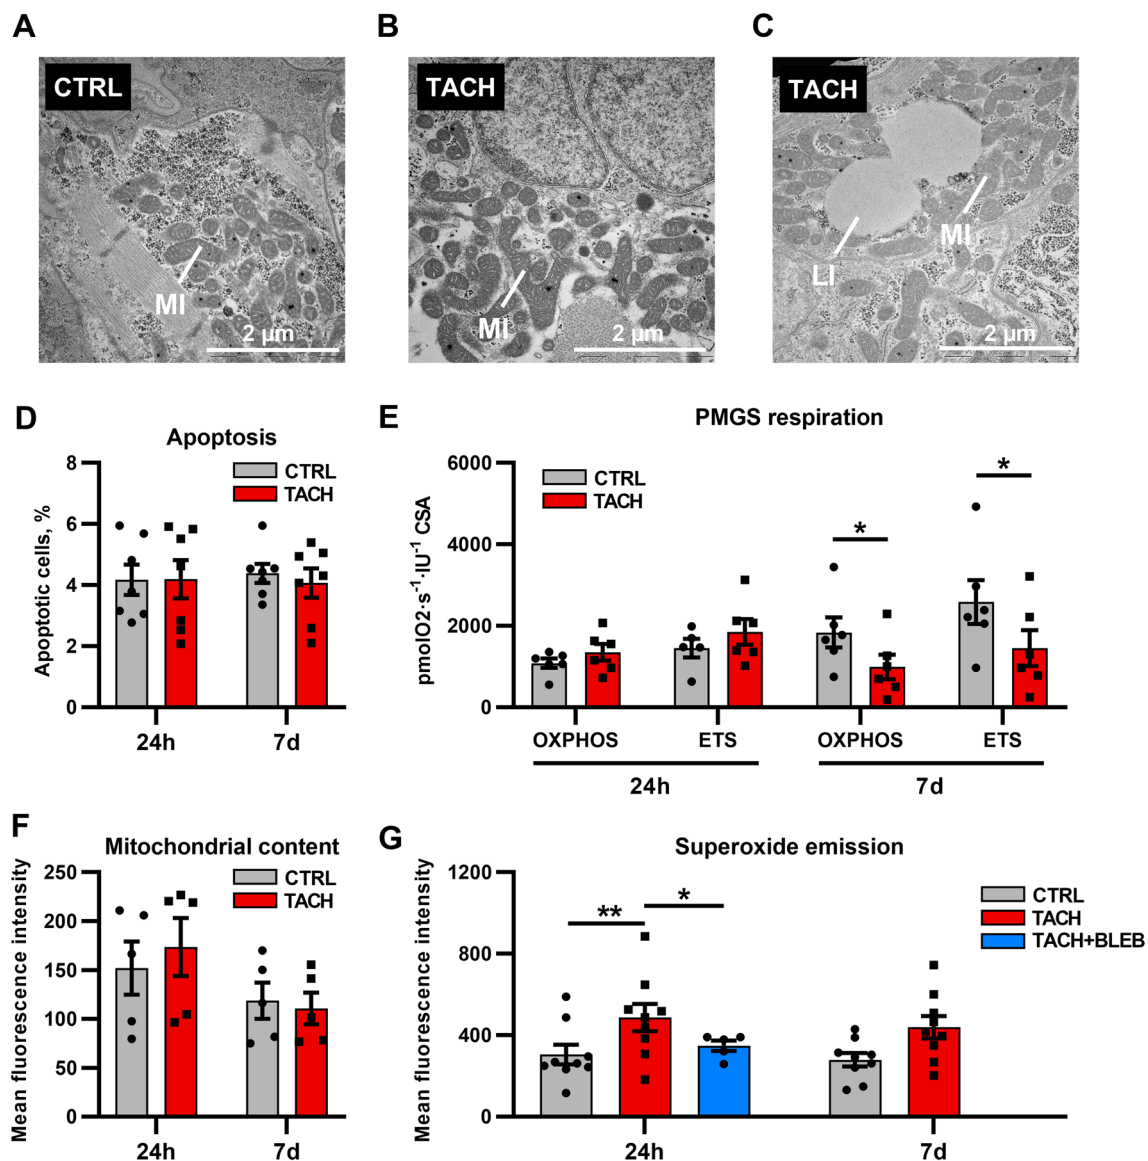 A
CTRL
MI
2 µm
B
TACH
MI
2 µm
C
TACH
MI
LI
2 µm
D
Apoptosis
CTRL
TACH
Apoptotic cells, %
8
6
4
2
0
24h
7d
E
PMGS respiration
CTRL
TACH
pmolO2·s⁻¹·IU⁻¹ CSA
6000
4000
2000
0
*
*
OXPHOS
ETS
OXPHOS
ETS
24h
7d
F
Mitochondrial content
CTRL
TACH
Mean fluorescence intensity
250
200
150
100
50
0
24h
7d
G
Superoxide emission
CTRL
TACH
TACH+BLEB
Mean fluorescence intensity
1200
800
400
0
**
*
24h
7d